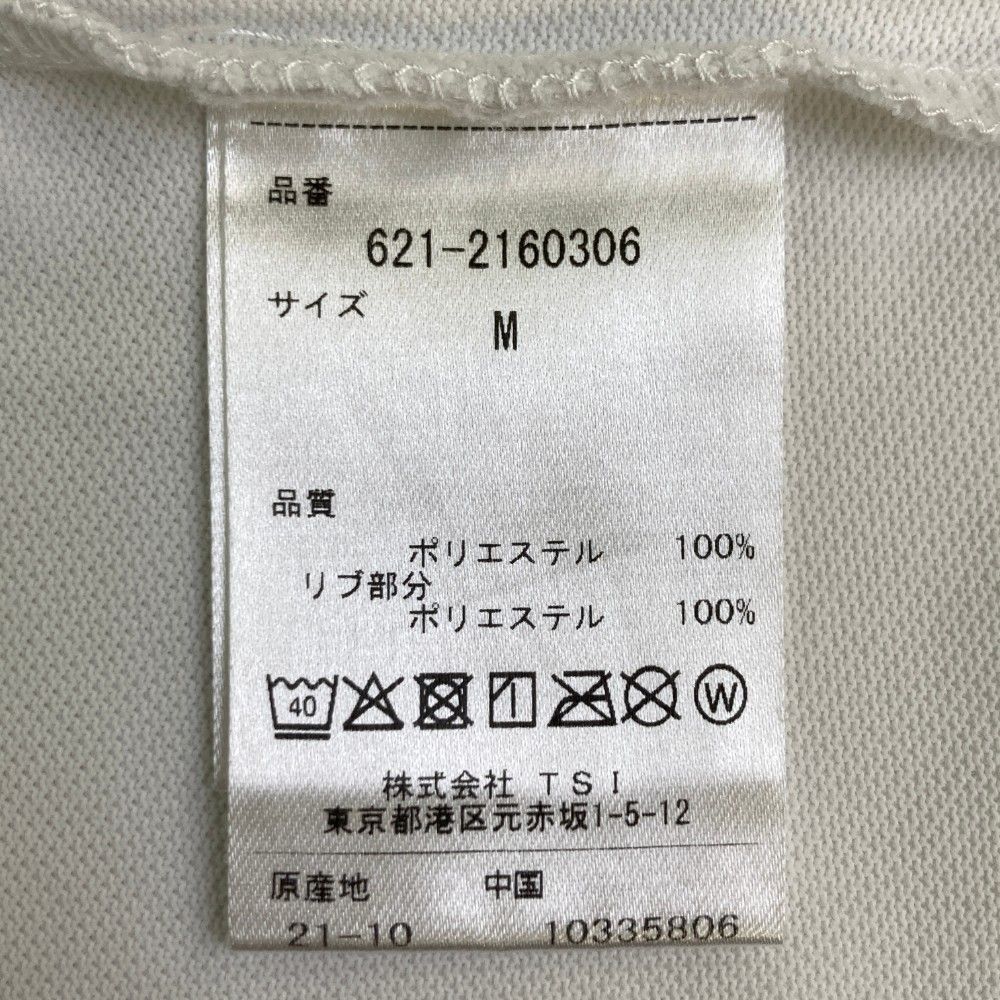 品番
621-2160306
サイズ
M
品質
ポリエステル 100%
リブ部分
ポリエステル 100%
40
W
株式会社 TSI
東京都港区元赤坂1-5-12
原産地 中国
21-10 10335806